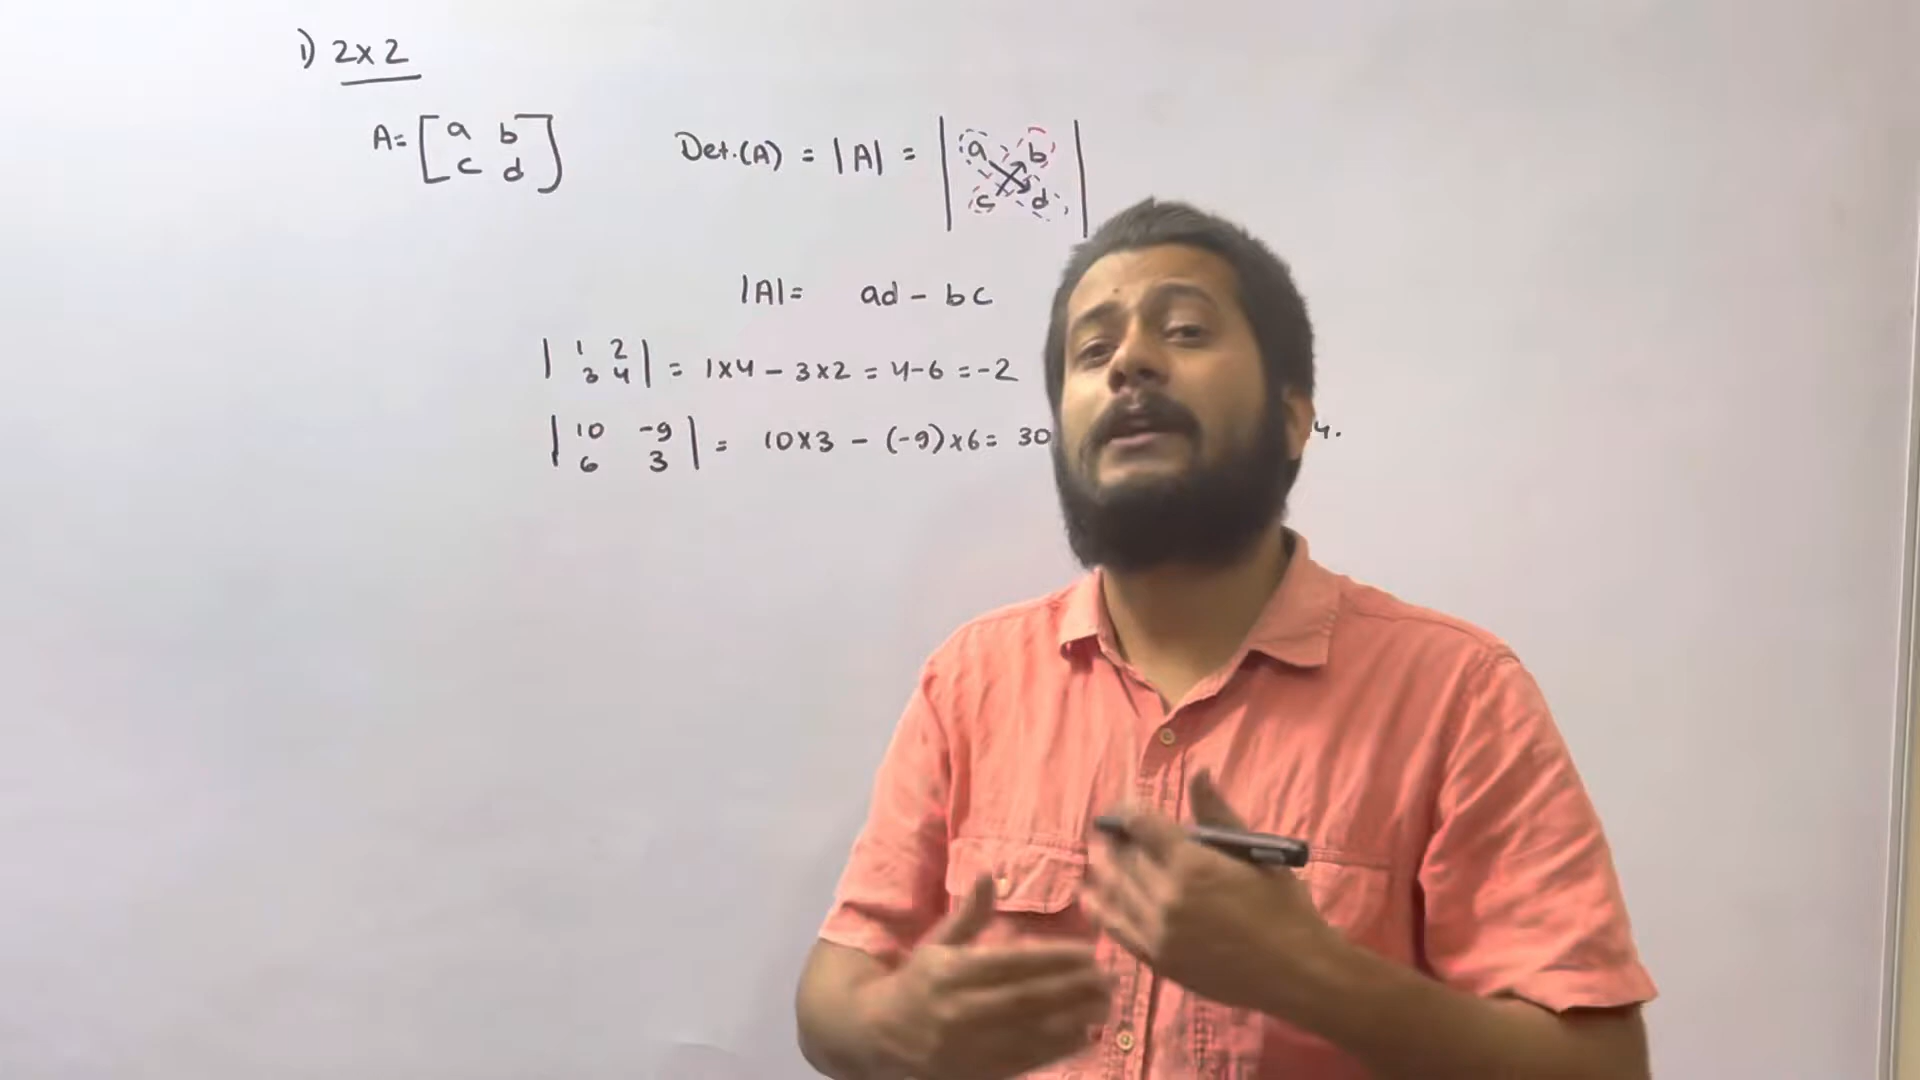 1) 2x2
A= [ a b
c d ]
Det.(A) = |A| = | a b
c d |
|A| = ad - bc
| 1 2
3 4 | = 1x4 - 3x2 = 4-6 = -2
| 10 -9
6 3 | = 10x3 - (-9)x6 = 30 4.